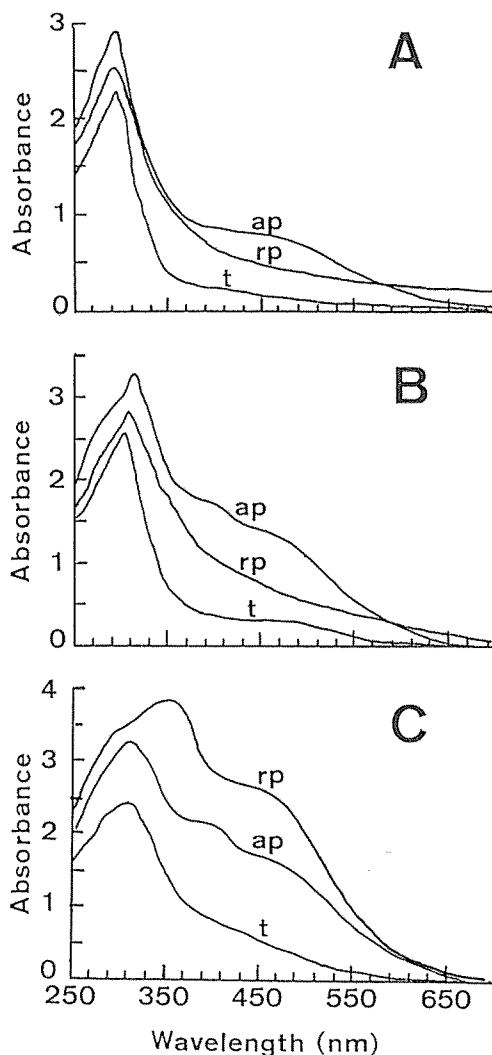 A
3
2
1
0
Absorbance
ap
rp
t
B
3
2
1
0
Absorbance
ap
rp
t
C
4
3
2
1
0
Absorbance
rp
ap
t
250 350 450 550 650
Wavelength (nm)